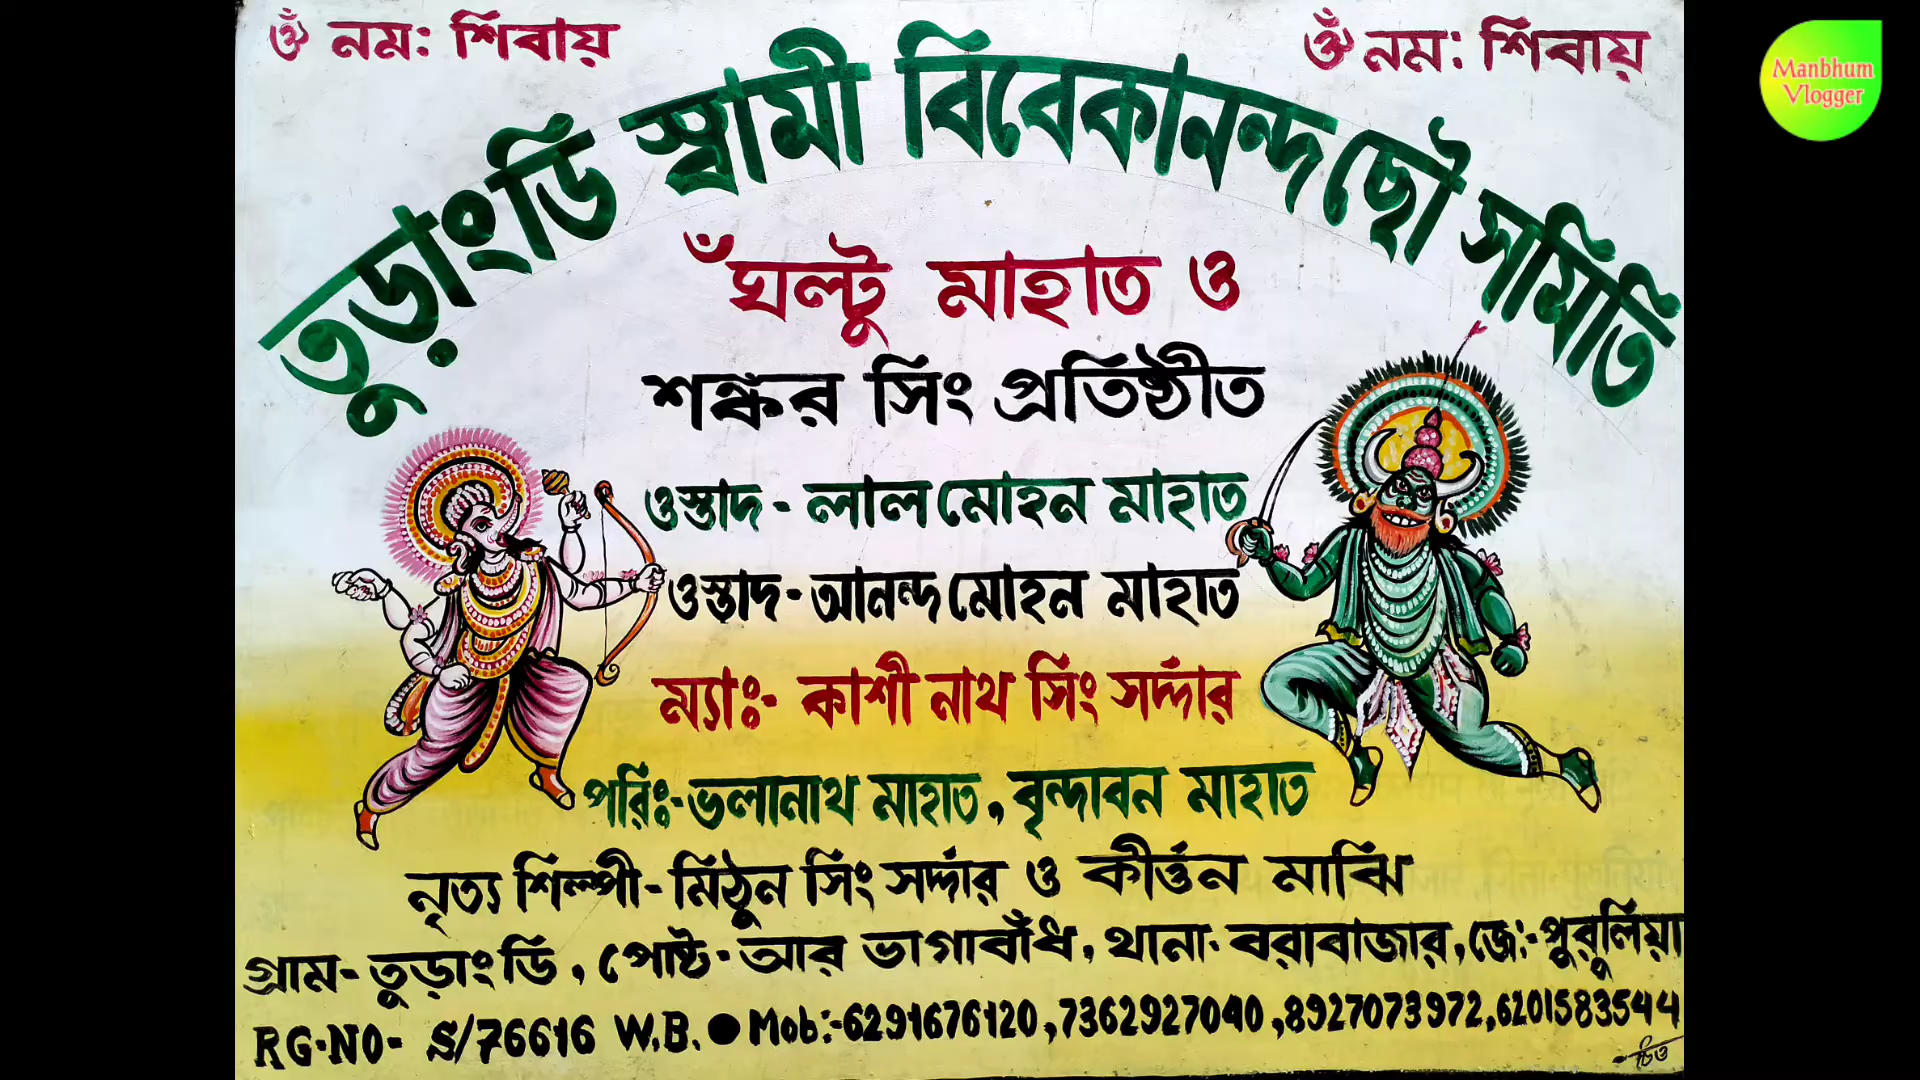 ওঁ নম: শিবায় ওঁ নম: শিবায়
Manbhum
Vlogger
তুড়াংডি স্বামী বিবেকানন্দ ছৌ সমিতি
ঁঘল্টু মাহাত ও
শঙ্কর সিং প্রতিষ্ঠীত
ওস্তাদ - লাল মোহন মাহাত
ওস্তাদ - আনন্দ মোহন মাহাত
ম্যাঃ- কাশী নাথ সিং সর্দ্দার
পরিঃ- ভলানাথ মাহাত, বৃন্দাবন মাহাত
নৃত্য শিল্পী - মিঠুন সিং সর্দ্দার ও কীর্ত্তন মাঝি
গ্রাম - তুড়াংডি, পোষ্ট - আর ভাগাবাঁধ, থানা - বরাবাজার, জে:- পুরুলিয়া
RG.NO- S/76616 W.B. ● Mob:-6291676120, 7362927040, 8927073972, 6201583544